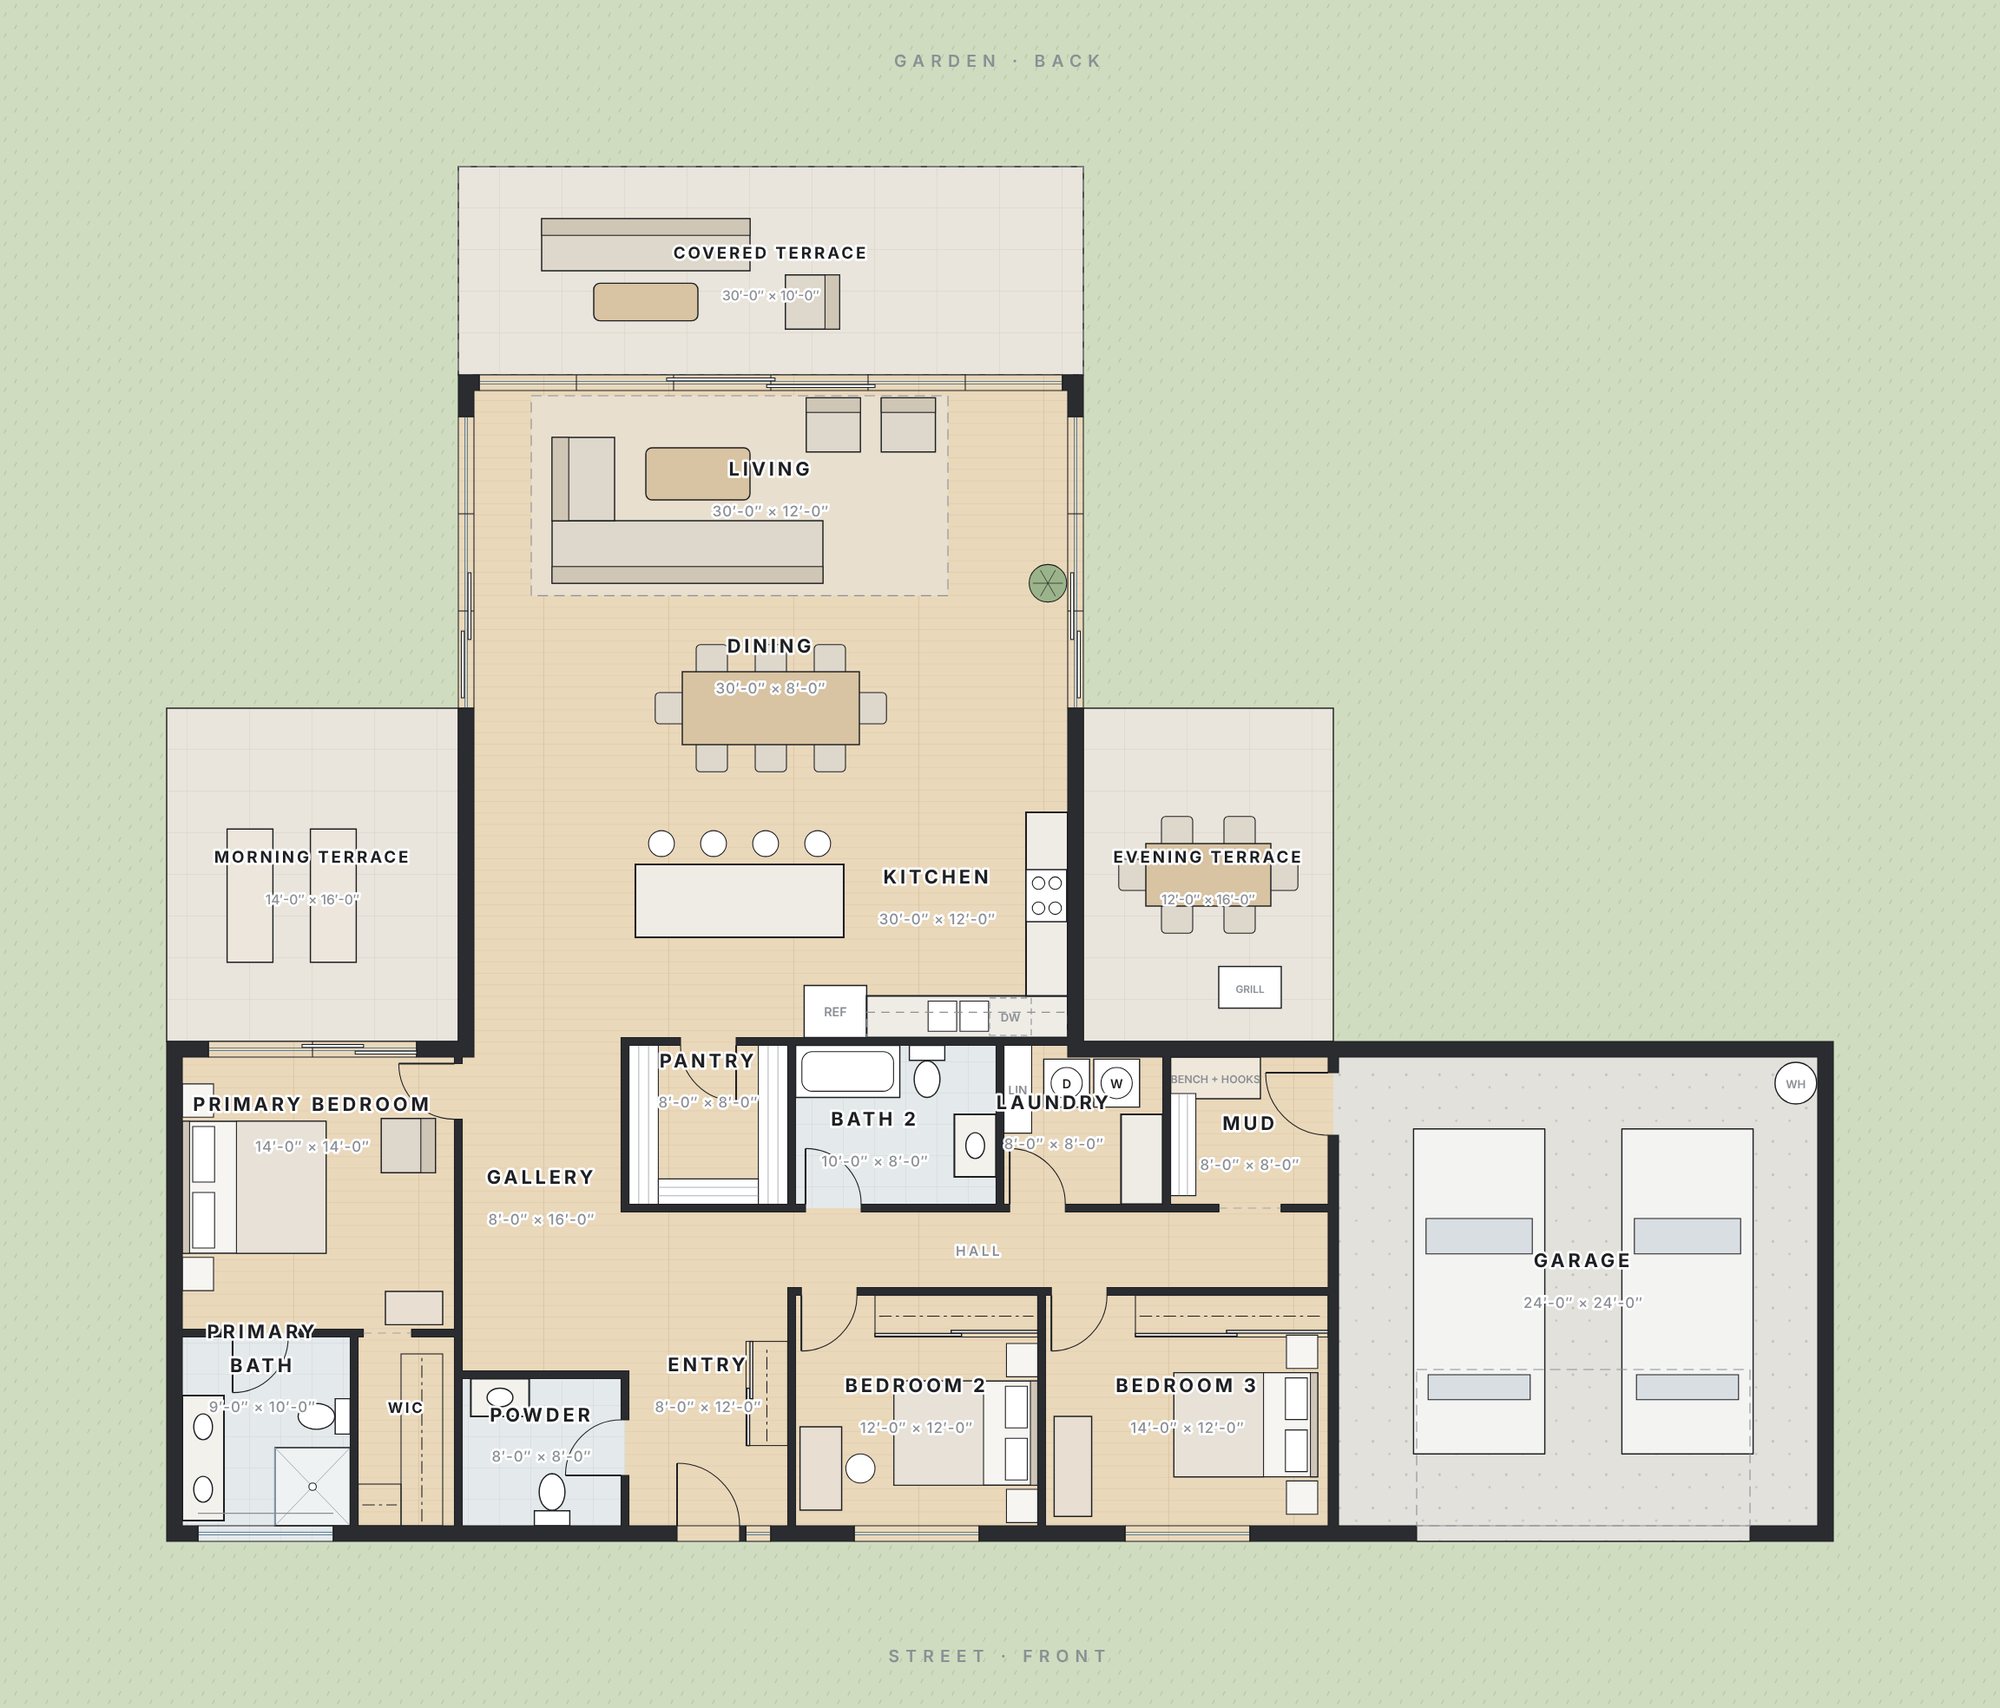 GARDEN · BACK
COVERED TERRACE
30'-0" × 10'-0"
LIVING
30'-0" × 12'-0"
DINING
30'-0" × 8'-0"
MORNING TERRACE
14'-0" × 16'-0"
KITCHEN
30'-0" × 12'-0"
EVENING TERRACE
12'-0" × 16'-0"
GRILL
REF
DW
PRIMARY BEDROOM
14'-0" × 14'-0"
PANTRY
8'-0" × 8'-0"
BATH 2
10'-0" × 8'-0"
LIN
D
W
LAUNDRY
8'-0" × 8'-0"
BENCH + HOOKS
MUD
8'-0" × 8'-0"
WH
GALLERY
8'-0" × 16'-0"
HALL
GARAGE
24'-0" × 24'-0"
PRIMARY
BATH
9'-0" × 10'-0"
WIC
POWDER
8'-0" × 8'-0"
ENTRY
8'-0" × 12'-0"
BEDROOM 2
12'-0" × 12'-0"
BEDROOM 3
14'-0" × 12'-0"
STREET · FRONT